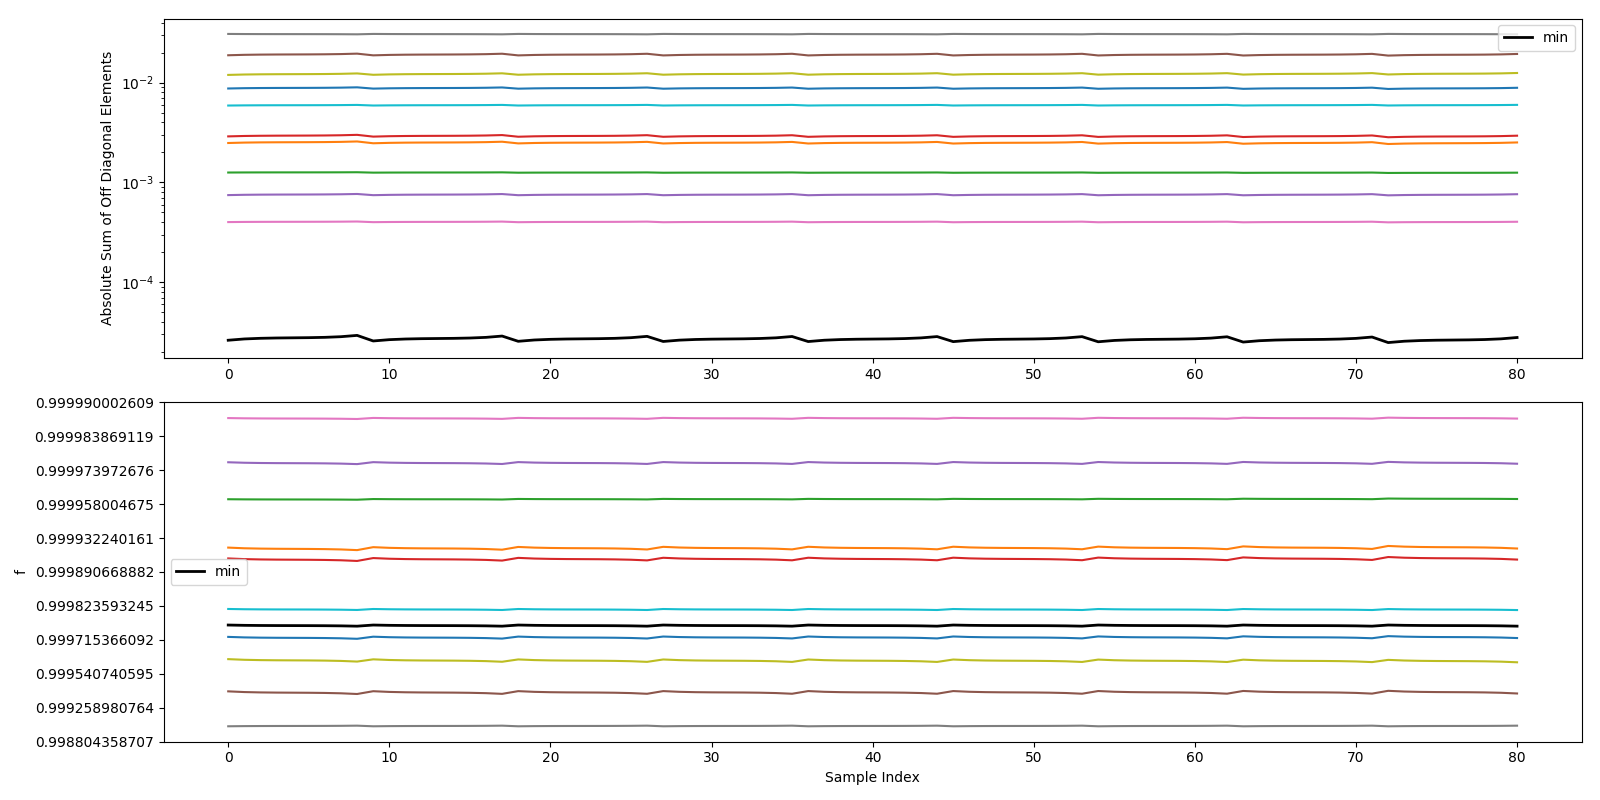 Absolute Sum of Off Diagonal Elements
10⁻²
10⁻³
10⁻⁴
min
0 10 20 30 40 50 60 70 80
f
0.999990002609
0.999983869119
0.999973972676
0.999958004675
0.999932240161
0.999890668882
0.999823593245
0.999715366092
0.999540740595
0.999258980764
0.998804358707
min
0 10 20 30 40 50 60 70 80
Sample Index